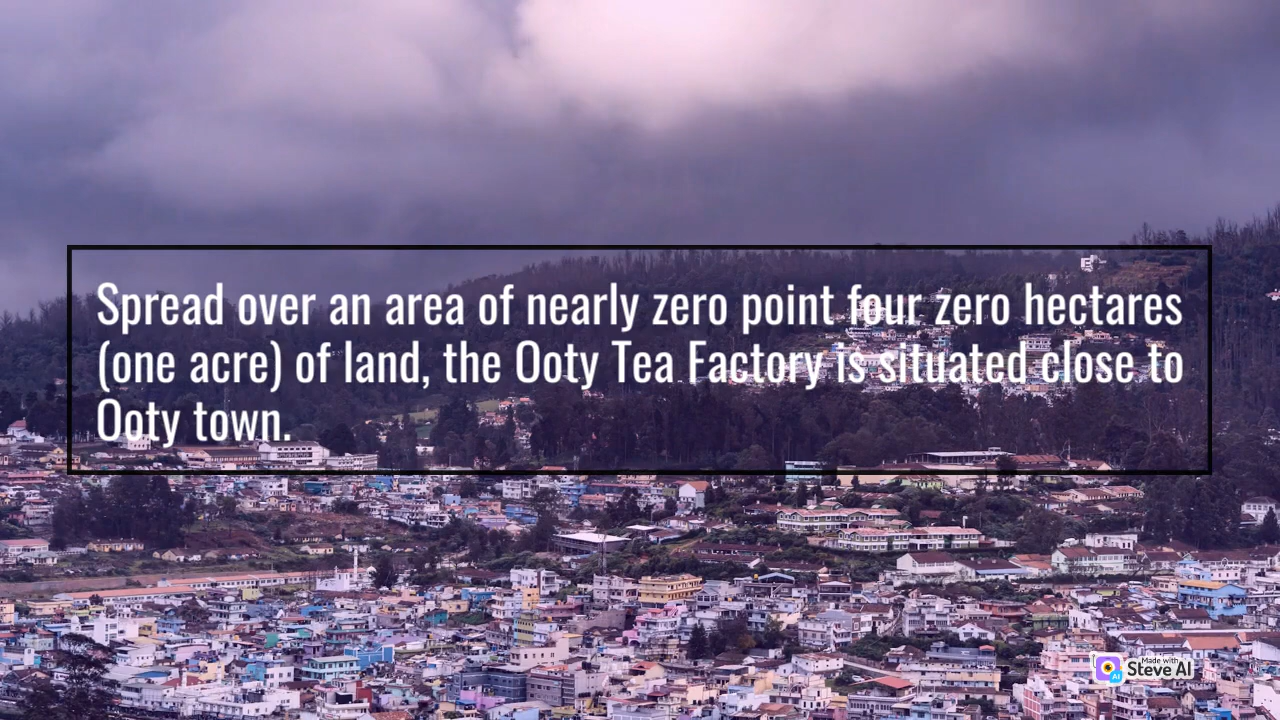 Spread over an area of nearly zero point four zero hectares
(one acre) of land, the Ooty Tea Factory is situated close to
Ooty town.
Made with
Steve AI
AI